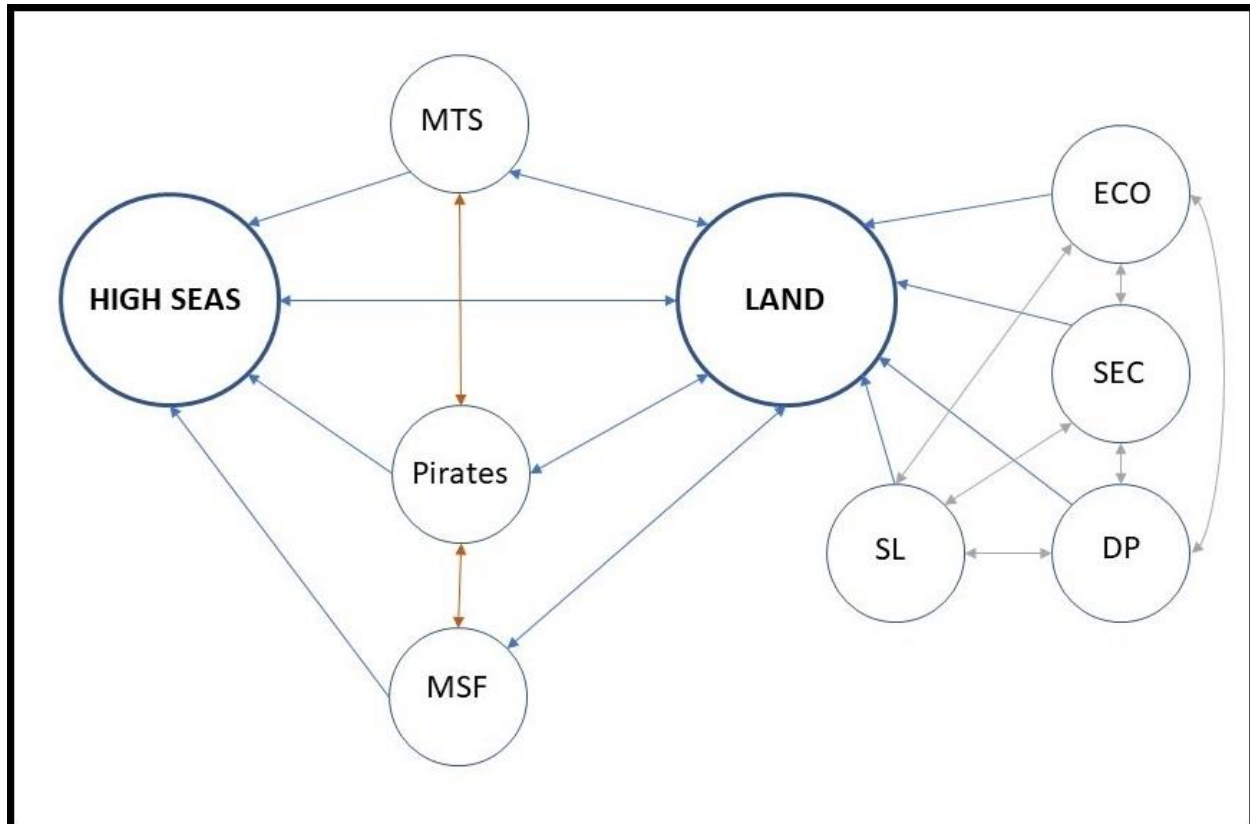 MTS
ECO
HIGH SEAS
LAND
SEC
Pirates
SL
DP
MSF